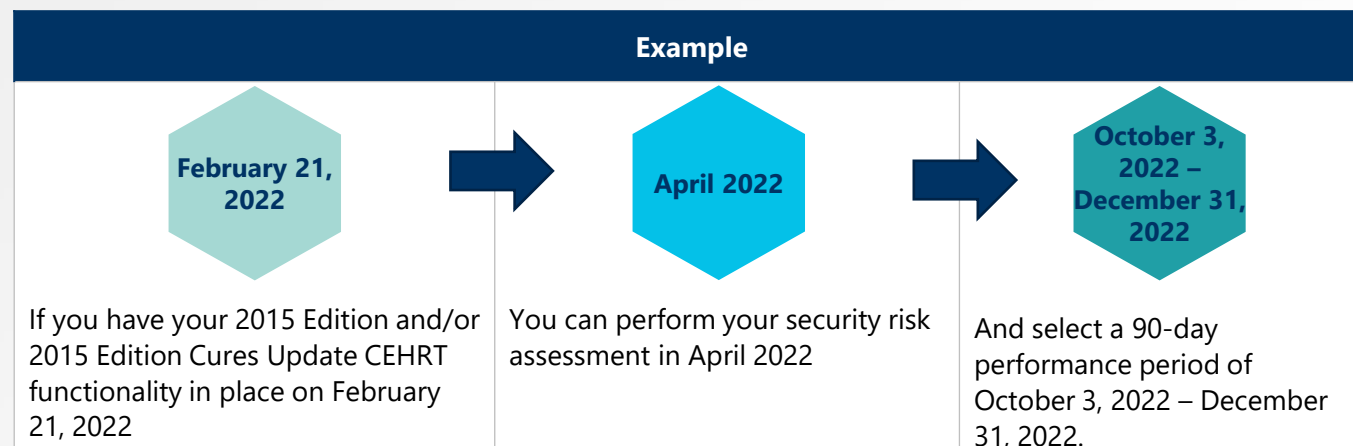 Example
February 21,
2022
April 2022
October 3,
2022 –
December 31,
2022
If you have your 2015 Edition and/or
2015 Edition Cures Update CEHRT
functionality in place on February
21, 2022
You can perform your security risk
assessment in April 2022
And select a 90-day
performance period of
October 3, 2022 – December
31, 2022.